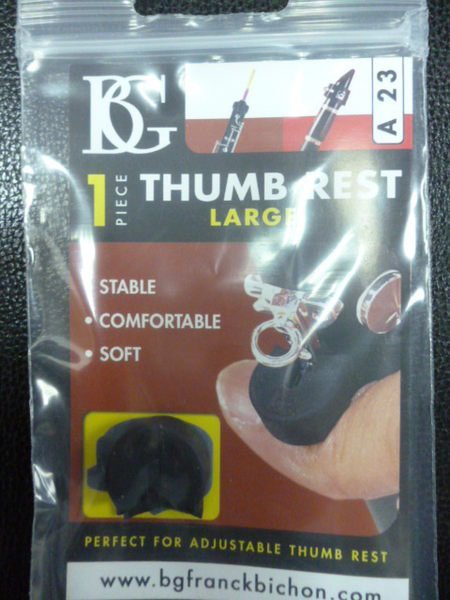 BG
A 23
1 PIECE
THUMB REST
LARGE
STABLE
• COMFORTABLE
• SOFT
PERFECT FOR ADJUSTABLE THUMB REST
www.bgfranckbichon.com